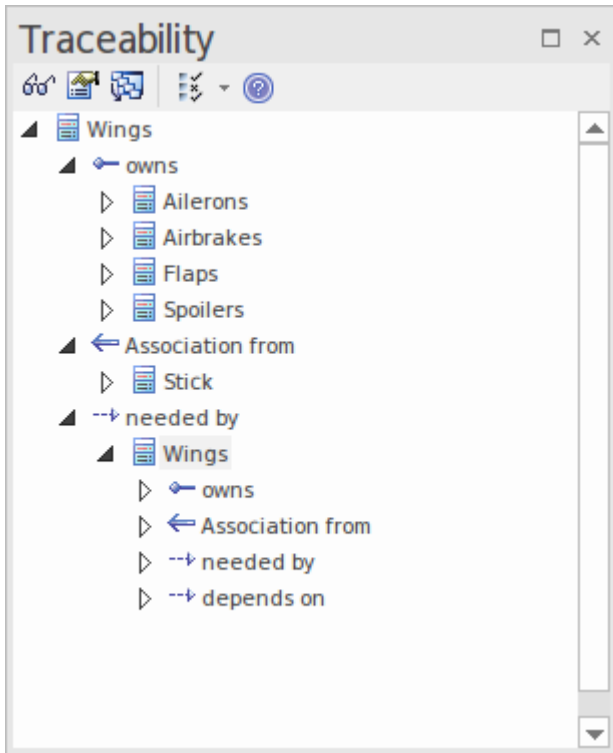 Traceability
Wings
owns
Ailerons
Airbrakes
Flaps
Spoilers
Association from
Stick
needed by
Wings
owns
Association from
needed by
depends on